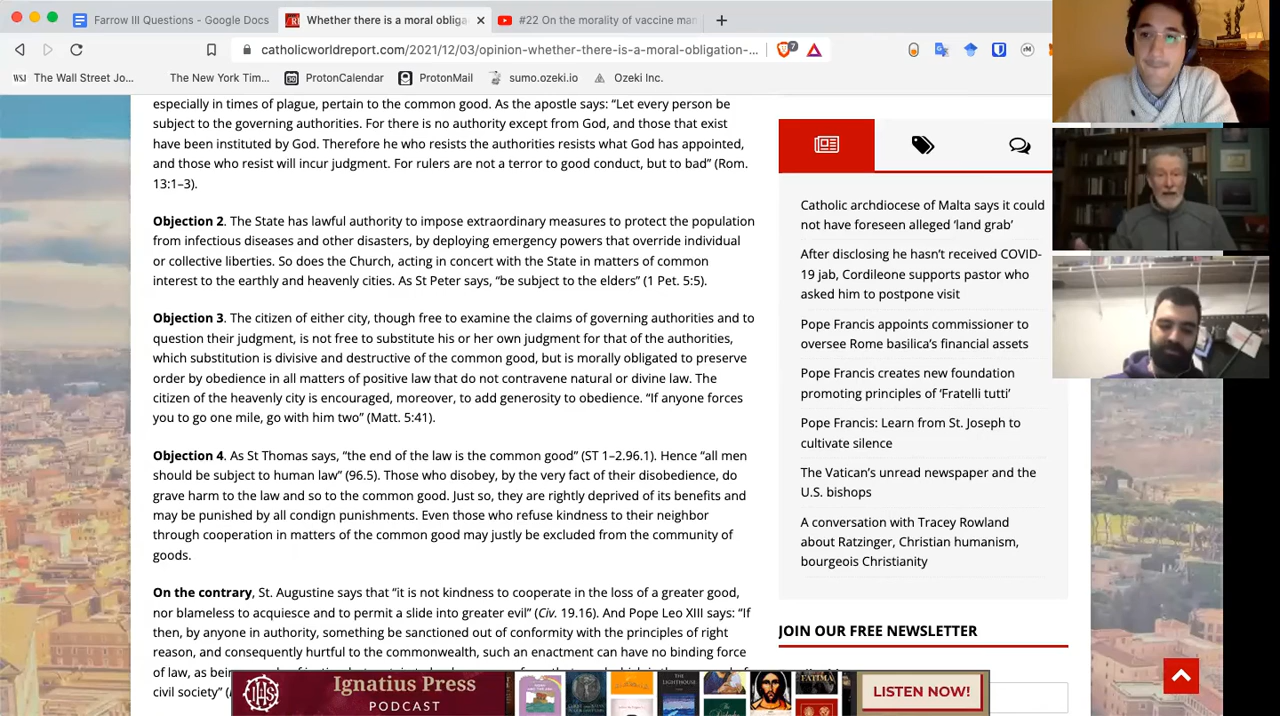 Farrow III Questions - Google Docs
Whether there is a moral obliga
#22 On the morality of vaccine man
catholicworldreport.com/2021/12/03/opinion-whether-there-is-a-moral-obligation-...
7
WSJ The Wall Street Jo...
The New York Tim...
ProtonCalendar
ProtonMail
sumo.ozeki.io
Ozeki Inc.
especially in times of plague, pertain to the common good. As the apostle says: “Let every person be
subject to the governing authorities. For there is no authority except from God, and those that exist
have been instituted by God. Therefore he who resists the authorities resists what God has appointed,
and those who resist will incur judgment. For rulers are not a terror to good conduct, but to bad” (Rom.
13:1–3).
Objection 2. The State has lawful authority to impose extraordinary measures to protect the population
from infectious diseases and other disasters, by deploying emergency powers that override individual
or collective liberties. So does the Church, acting in concert with the State in matters of common
interest to the earthly and heavenly cities. As St Peter says, “be subject to the elders” (1 Pet. 5:5).
Objection 3. The citizen of either city, though free to examine the claims of governing authorities and to
question their judgment, is not free to substitute his or her own judgment for that of the authorities,
which substitution is divisive and destructive of the common good, but is morally obligated to preserve
order by obedience in all matters of positive law that do not contravene natural or divine law. The
citizen of the heavenly city is encouraged, moreover, to add generosity to obedience. “If anyone forces
you to go one mile, go with him two” (Matt. 5:41).
Objection 4. As St Thomas says, “the end of the law is the common good” (ST 1–2.96.1). Hence “all men
should be subject to human law” (96.5). Those who disobey, by the very fact of their disobedience, do
grave harm to the law and so to the common good. Just so, they are rightly deprived of its benefits and
may be punished by all condign punishments. Even those who refuse kindness to their neighbor
through cooperation in matters of the common good may justly be excluded from the community of
goods.
On the contrary, St. Augustine says that “it is not kindness to cooperate in the loss of a greater good,
nor blameless to acquiesce and to permit a slide into greater evil” (Civ. 19.16). And Pope Leo XIII says: “If
then, by anyone in authority, something be sanctioned out of conformity with the principles of right
reason, and consequently hurtful to the commonwealth, such an enactment can have no binding force
of law, as bein
civil society” (
Catholic archdiocese of Malta says it could
not have foreseen alleged ‘land grab’
After disclosing he hasn’t received COVID-
19 jab, Cordileone supports pastor who
asked him to postpone visit
Pope Francis appoints commissioner to
oversee Rome basilica’s financial assets
Pope Francis creates new foundation
promoting principles of ‘Fratelli tutti’
Pope Francis: Learn from St. Joseph to
cultivate silence
The Vatican’s unread newspaper and the
U.S. bishops
A conversation with Tracey Rowland
about Ratzinger, Christian humanism,
bourgeois Christianity
JOIN OUR FREE NEWSLETTER
IHS
Ignatius Press
PODCAST
THE LIGHTHOUSE
FATIMA
LISTEN NOW!